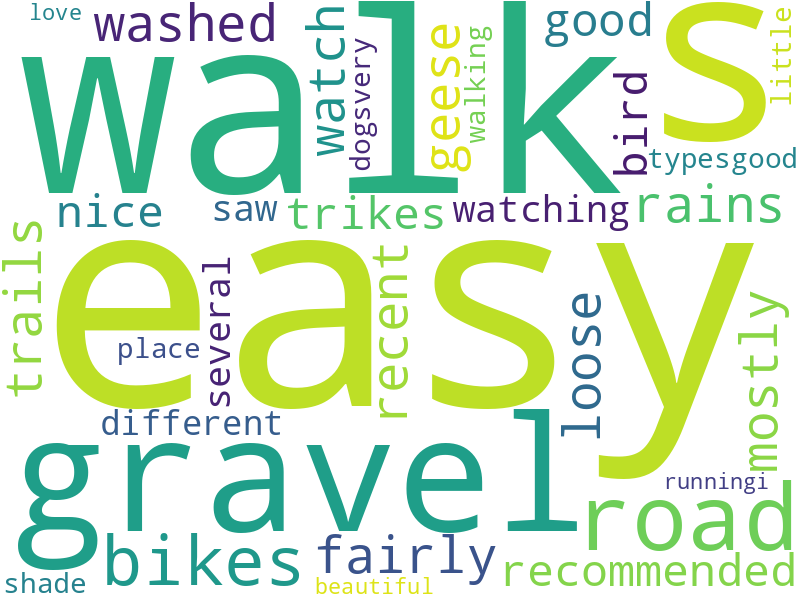 love
washed
watch
dogsvery
geese
walking
good
s
little
walk
bird
typesgood
nice
saw
trikes
watching
rains
trails
easy
several
recent
place
loose
mostly
different
gravel
runningi
road
bikes
fairly
recommended
shade
beautiful